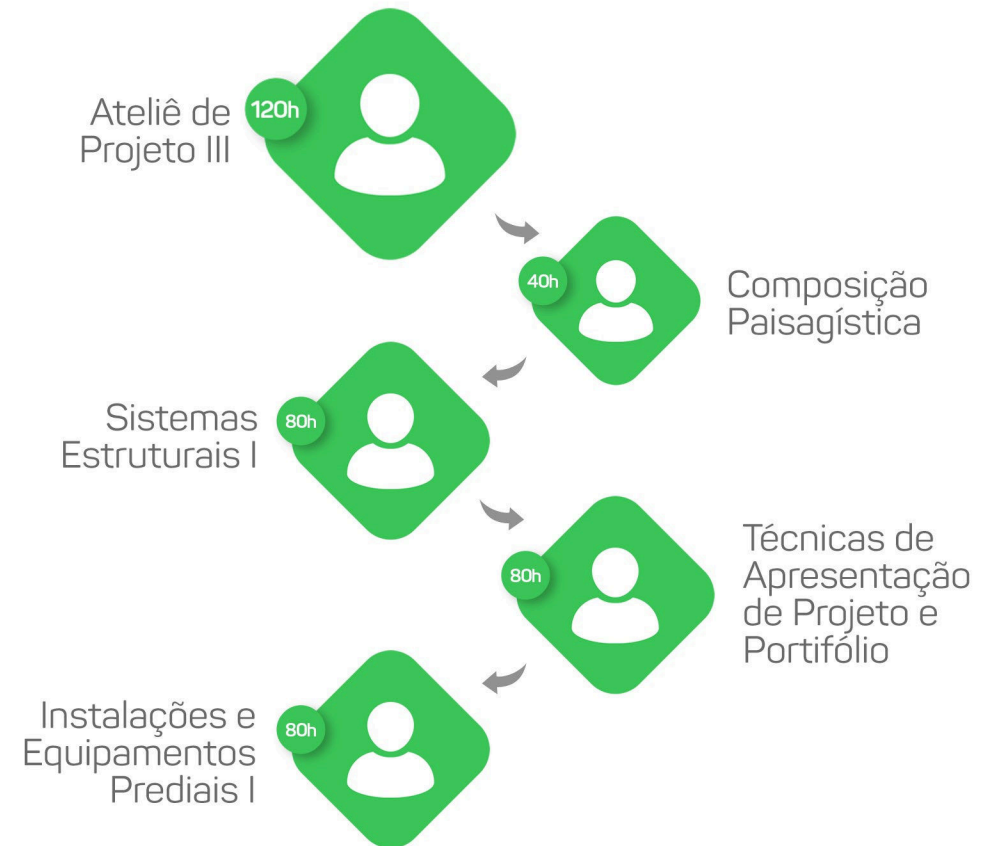 120h
Ateliê de
Projeto III
40h
Composição
Paisagística
80h
Sistemas
Estruturais I
80h
Técnicas de
Apresentação
de Projeto e
Portifólio
80h
Instalações e
Equipamentos
Prediais I